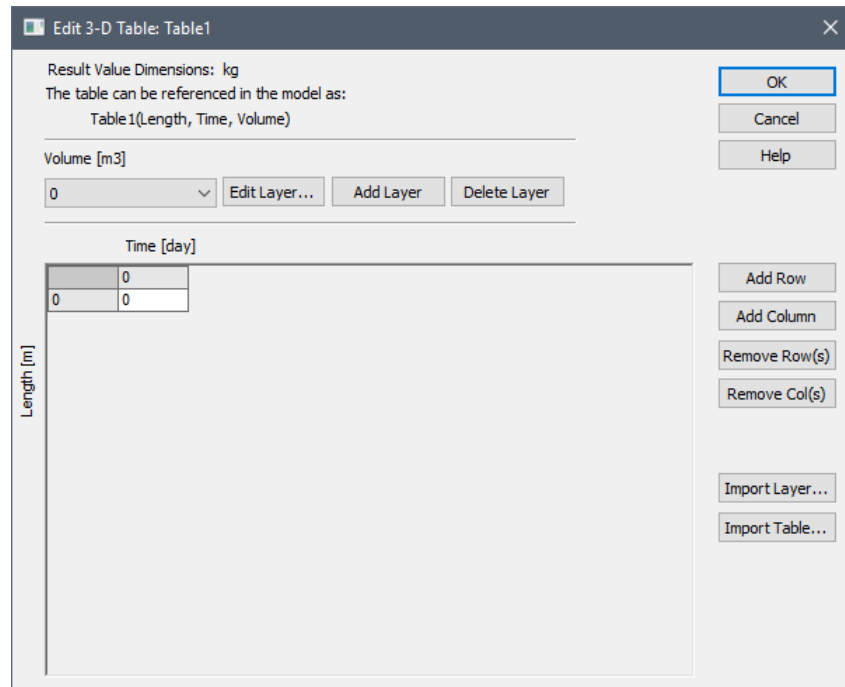 Edit 3-D Table: Table1
Result Value Dimensions: kg
The table can be referenced in the model as:
Table1(Length, Time, Volume)
OK
Cancel
Help
Volume [m3]
0
Edit Layer...
Add Layer
Delete Layer
Time [day]
0
0 0
Length [m]
Add Row
Add Column
Remove Row(s)
Remove Col(s)
Import Layer...
Import Table...